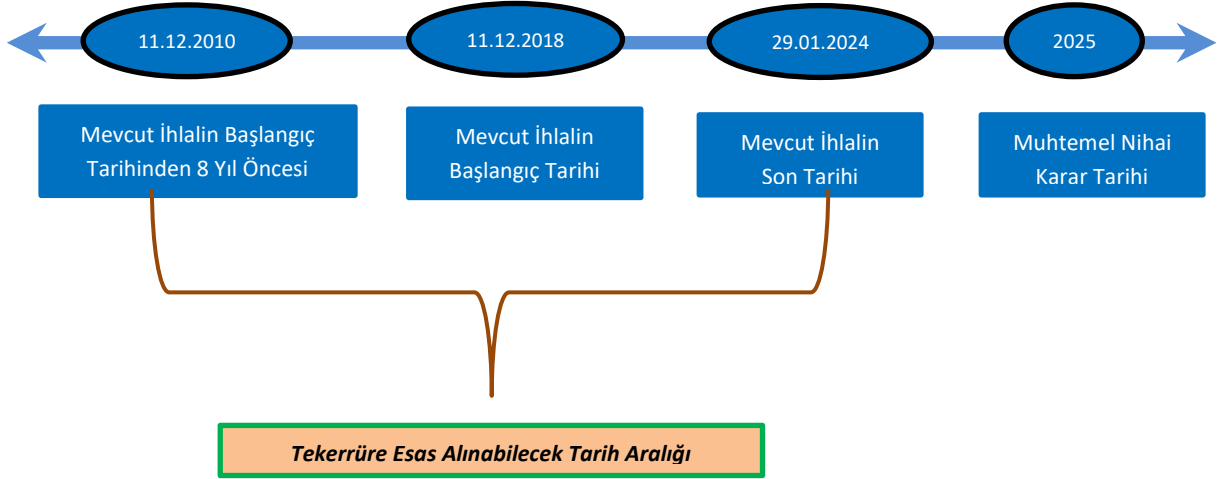 11.12.2010
11.12.2018
29.01.2024
2025
Mevcut İhlalin Başlangıç
Tarihinden 8 Yıl Öncesi
Mevcut İhlalin
Başlangıç Tarihi
Mevcut İhlalin
Son Tarihi
Muhtemel Nihai
Karar Tarihi
Tekerrüre Esas Alınabilecek Tarih Aralığı